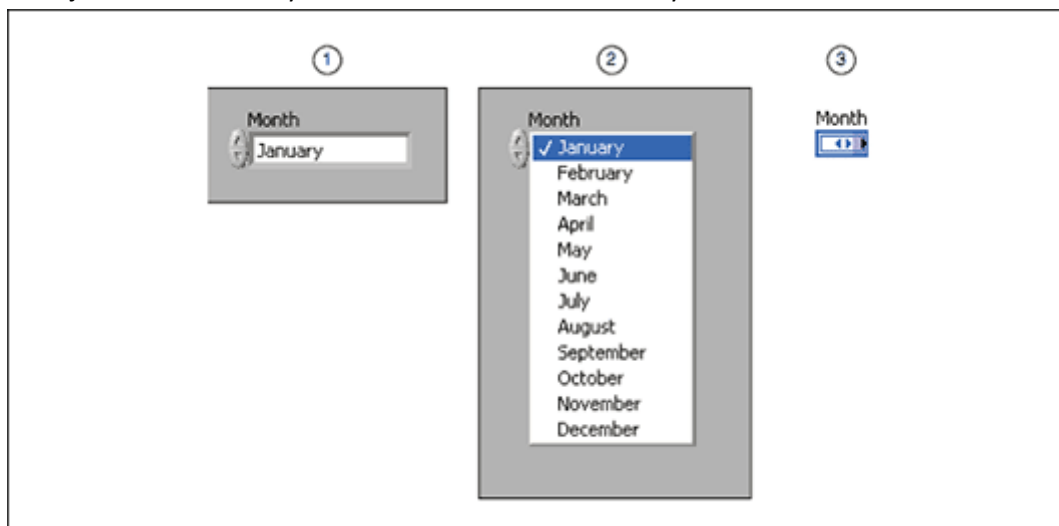 1
2
3
Month
January
Month
✓ January
February
March
April
May
June
July
August
September
October
November
December
Month